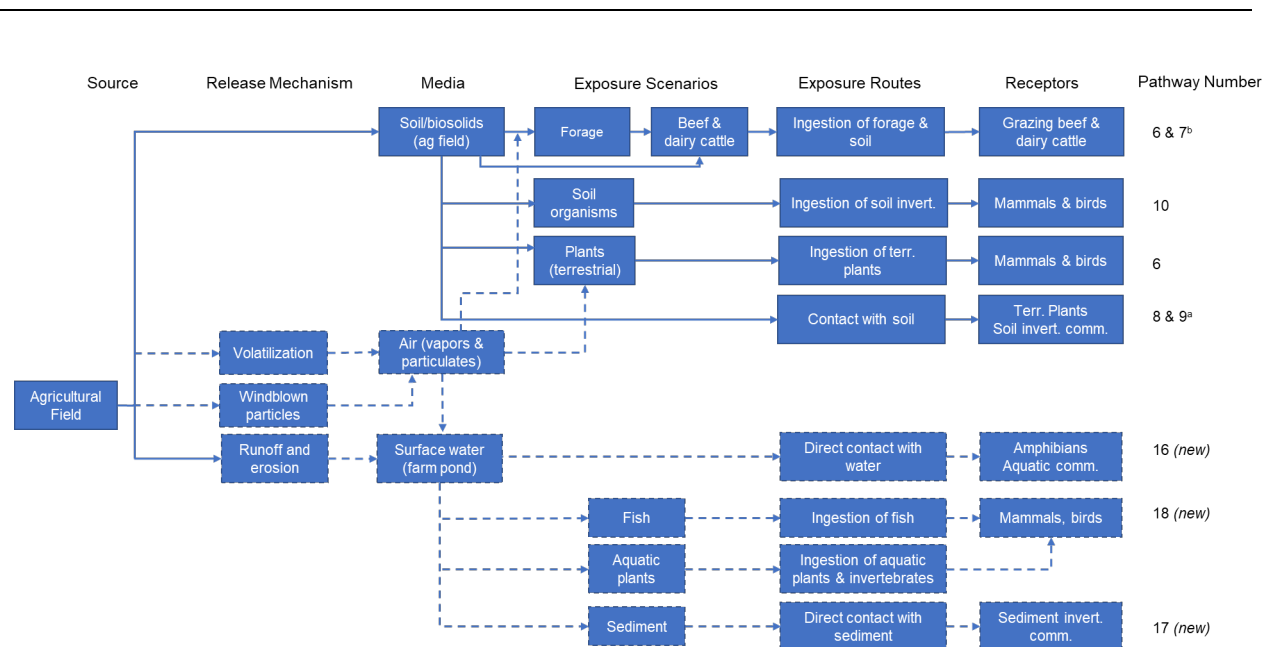 Source Release Mechanism Media Exposure Scenarios Exposure Routes Receptors Pathway Number
Soil/biosolids
(ag field)
Forage
Beef &
dairy cattle
Ingestion of forage &
soil
Grazing beef &
dairy cattle
6 & 7ᵇ
Soil
organisms
Ingestion of soil invert.
Mammals & birds
10
Plants
(terrestrial)
Ingestion of terr.
plants
Mammals & birds
6
Contact with soil
Terr. Plants
Soil invert. comm.
8 & 9ᵃ
Volatilization
Air (vapors &
particulates)
Agricultural
Field
Windblown
particles
Runoff and
erosion
Surface water
(farm pond)
Direct contact with
water
Amphibians
Aquatic comm.
16 (new)
Fish
Ingestion of fish
Mammals, birds
18 (new)
Aquatic
plants
Ingestion of aquatic
plants & invertebrates
Sediment
Direct contact with
sediment
Sediment invert.
comm.
17 (new)